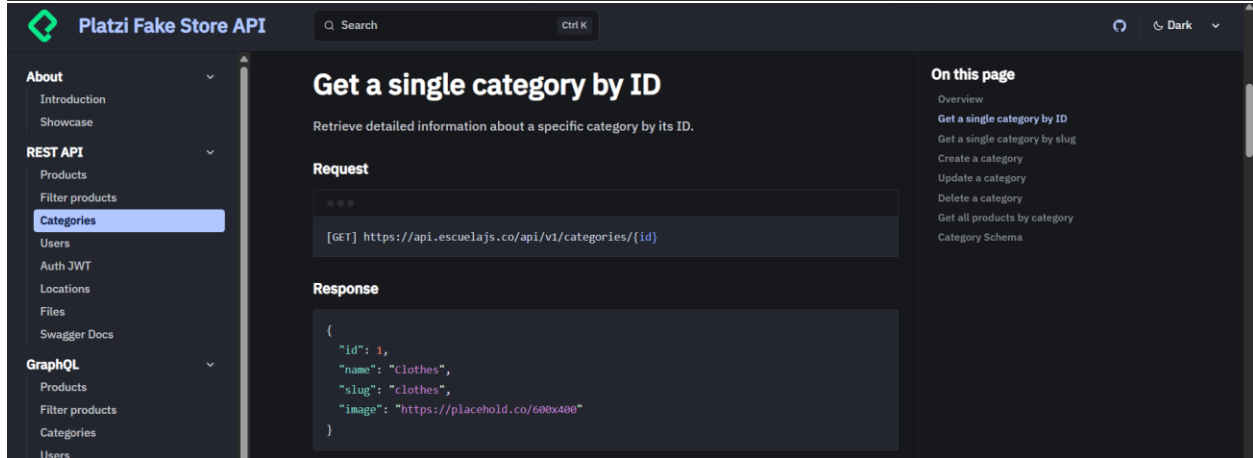 Platzi Fake Store API
Search
Ctrl K
Dark
About
Introduction
Showcase
REST API
Products
Filter products
Categories
Users
Auth JWT
Locations
Files
Swagger Docs
GraphQL
Products
Filter products
Categories
Users
Get a single category by ID
Retrieve detailed information about a specific category by its ID.
Request
[GET] https://api.escuelajs.co/api/v1/categories/{id}
Response
{
"id": 1,
"name": "Clothes",
"slug": "clothes",
"image": "https://placehold.co/600x400"
}
On this page
Overview
Get a single category by ID
Get a single category by slug
Create a category
Update a category
Delete a category
Get all products by category
Category Schema